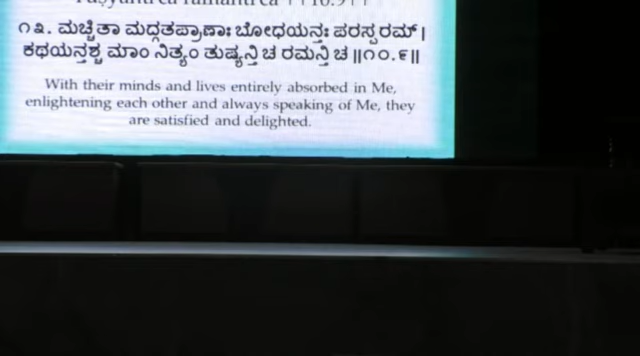 ೧೩. ಮಚ್ಚಿತಾ ಮದ್ಗತಪ್ರಾಣಾಃ ಬೋಧಯನ್ತಃ ಪರಸ್ಪರಮ್ |
ಕಥಯನ್ತಶ್ಚ ಮಾಂ ನಿತ್ಯಂ ತುಷ್ಯನ್ತಿ ಚ ರಮನ್ತಿ ಚ ||೧೦.೯||
With their minds and lives entirely absorbed in Me,
enlightening each other and always speaking of Me, they
are satisfied and delighted.